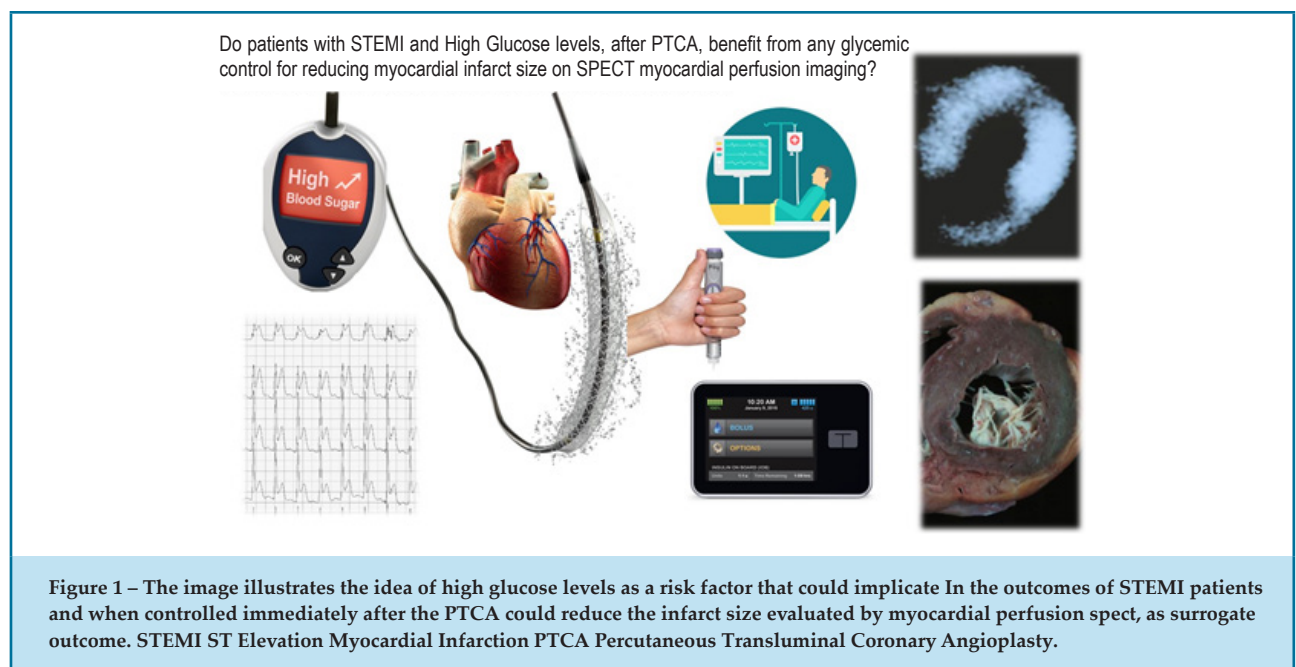 Do patients with STEMI and High Glucose levels, after PTCA, benefit from any glycemic
control for reducing myocardial infarct size on SPECT myocardial perfusion imaging?
High
Blood Sugar
OK
10:20 AM
BOLUS
OPTIONS
INSULIN ON BOARD (IOB)
Figure 1 – The image illustrates the idea of high glucose levels as a risk factor that could implicate In the outcomes of STEMI patients
and when controlled immediately after the PTCA could reduce the infarct size evaluated by myocardial perfusion spect, as surrogate
outcome. STEMI ST Elevation Myocardial Infarction PTCA Percutaneous Transluminal Coronary Angioplasty.